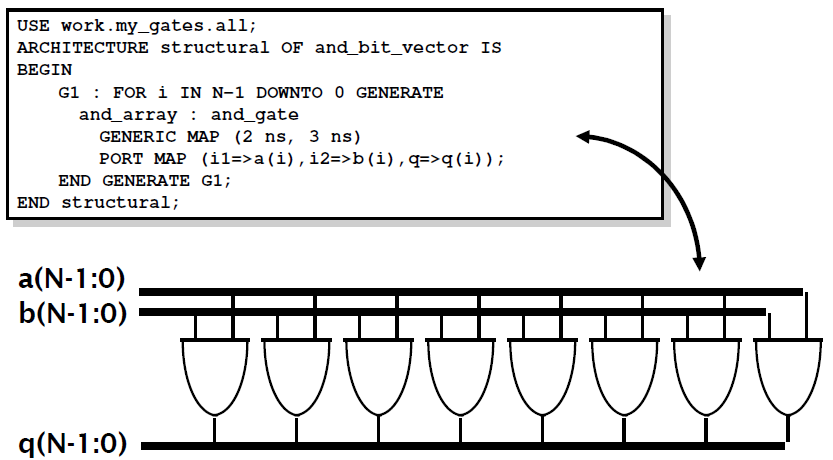 USE work.my_gates.all;
ARCHITECTURE structural OF and_bit_vector IS
BEGIN
G1 : FOR i IN N−1 DOWNTO 0 GENERATE
and_array : and_gate
GENERIC MAP (2 ns, 3 ns)
PORT MAP (i1=>a(i),i2=>b(i),q=>q(i));
END GENERATE G1;
END structural;
a(N-1:0)
b(N-1:0)
q(N-1:0)